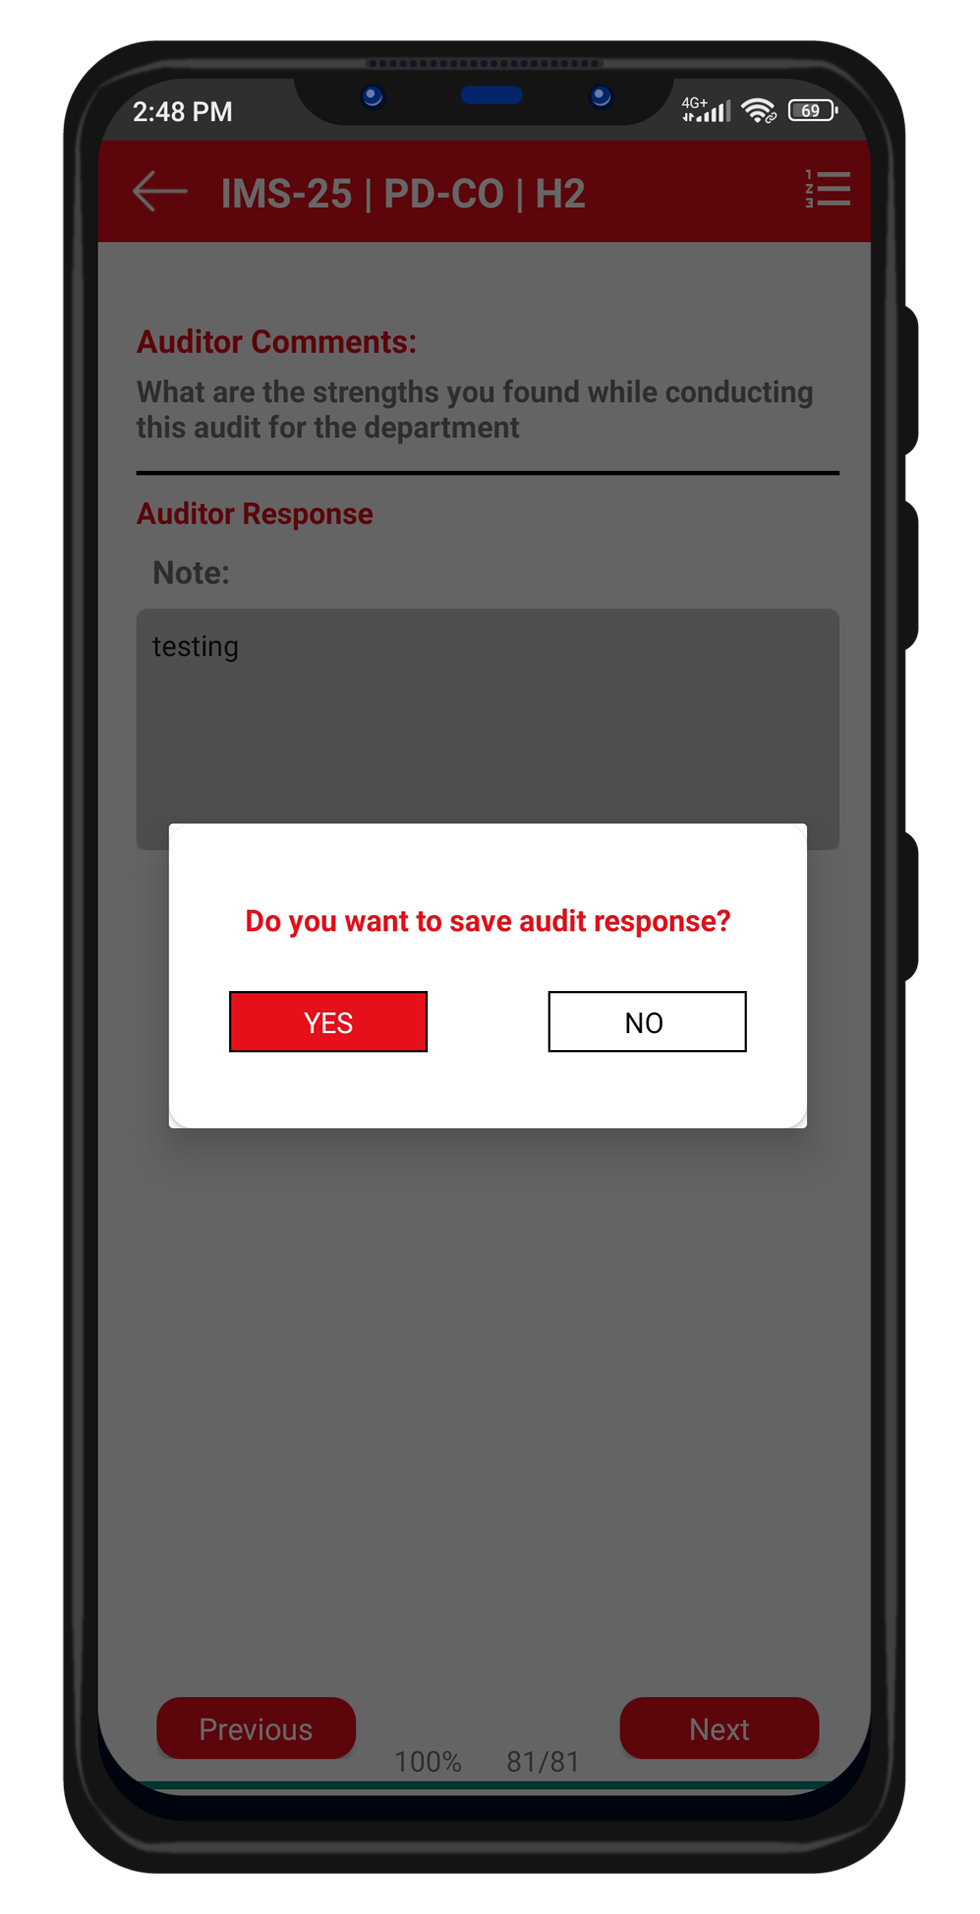 2:48 PM
4G+
69
IMS-25 | PD-CO | H2
1
2
3
Auditor Comments:
What are the strengths you found while conducting
this audit for the department
Auditor Response
Note:
testing
Do you want to save audit response?
YES
NO
Previous
Next
100%
81/81